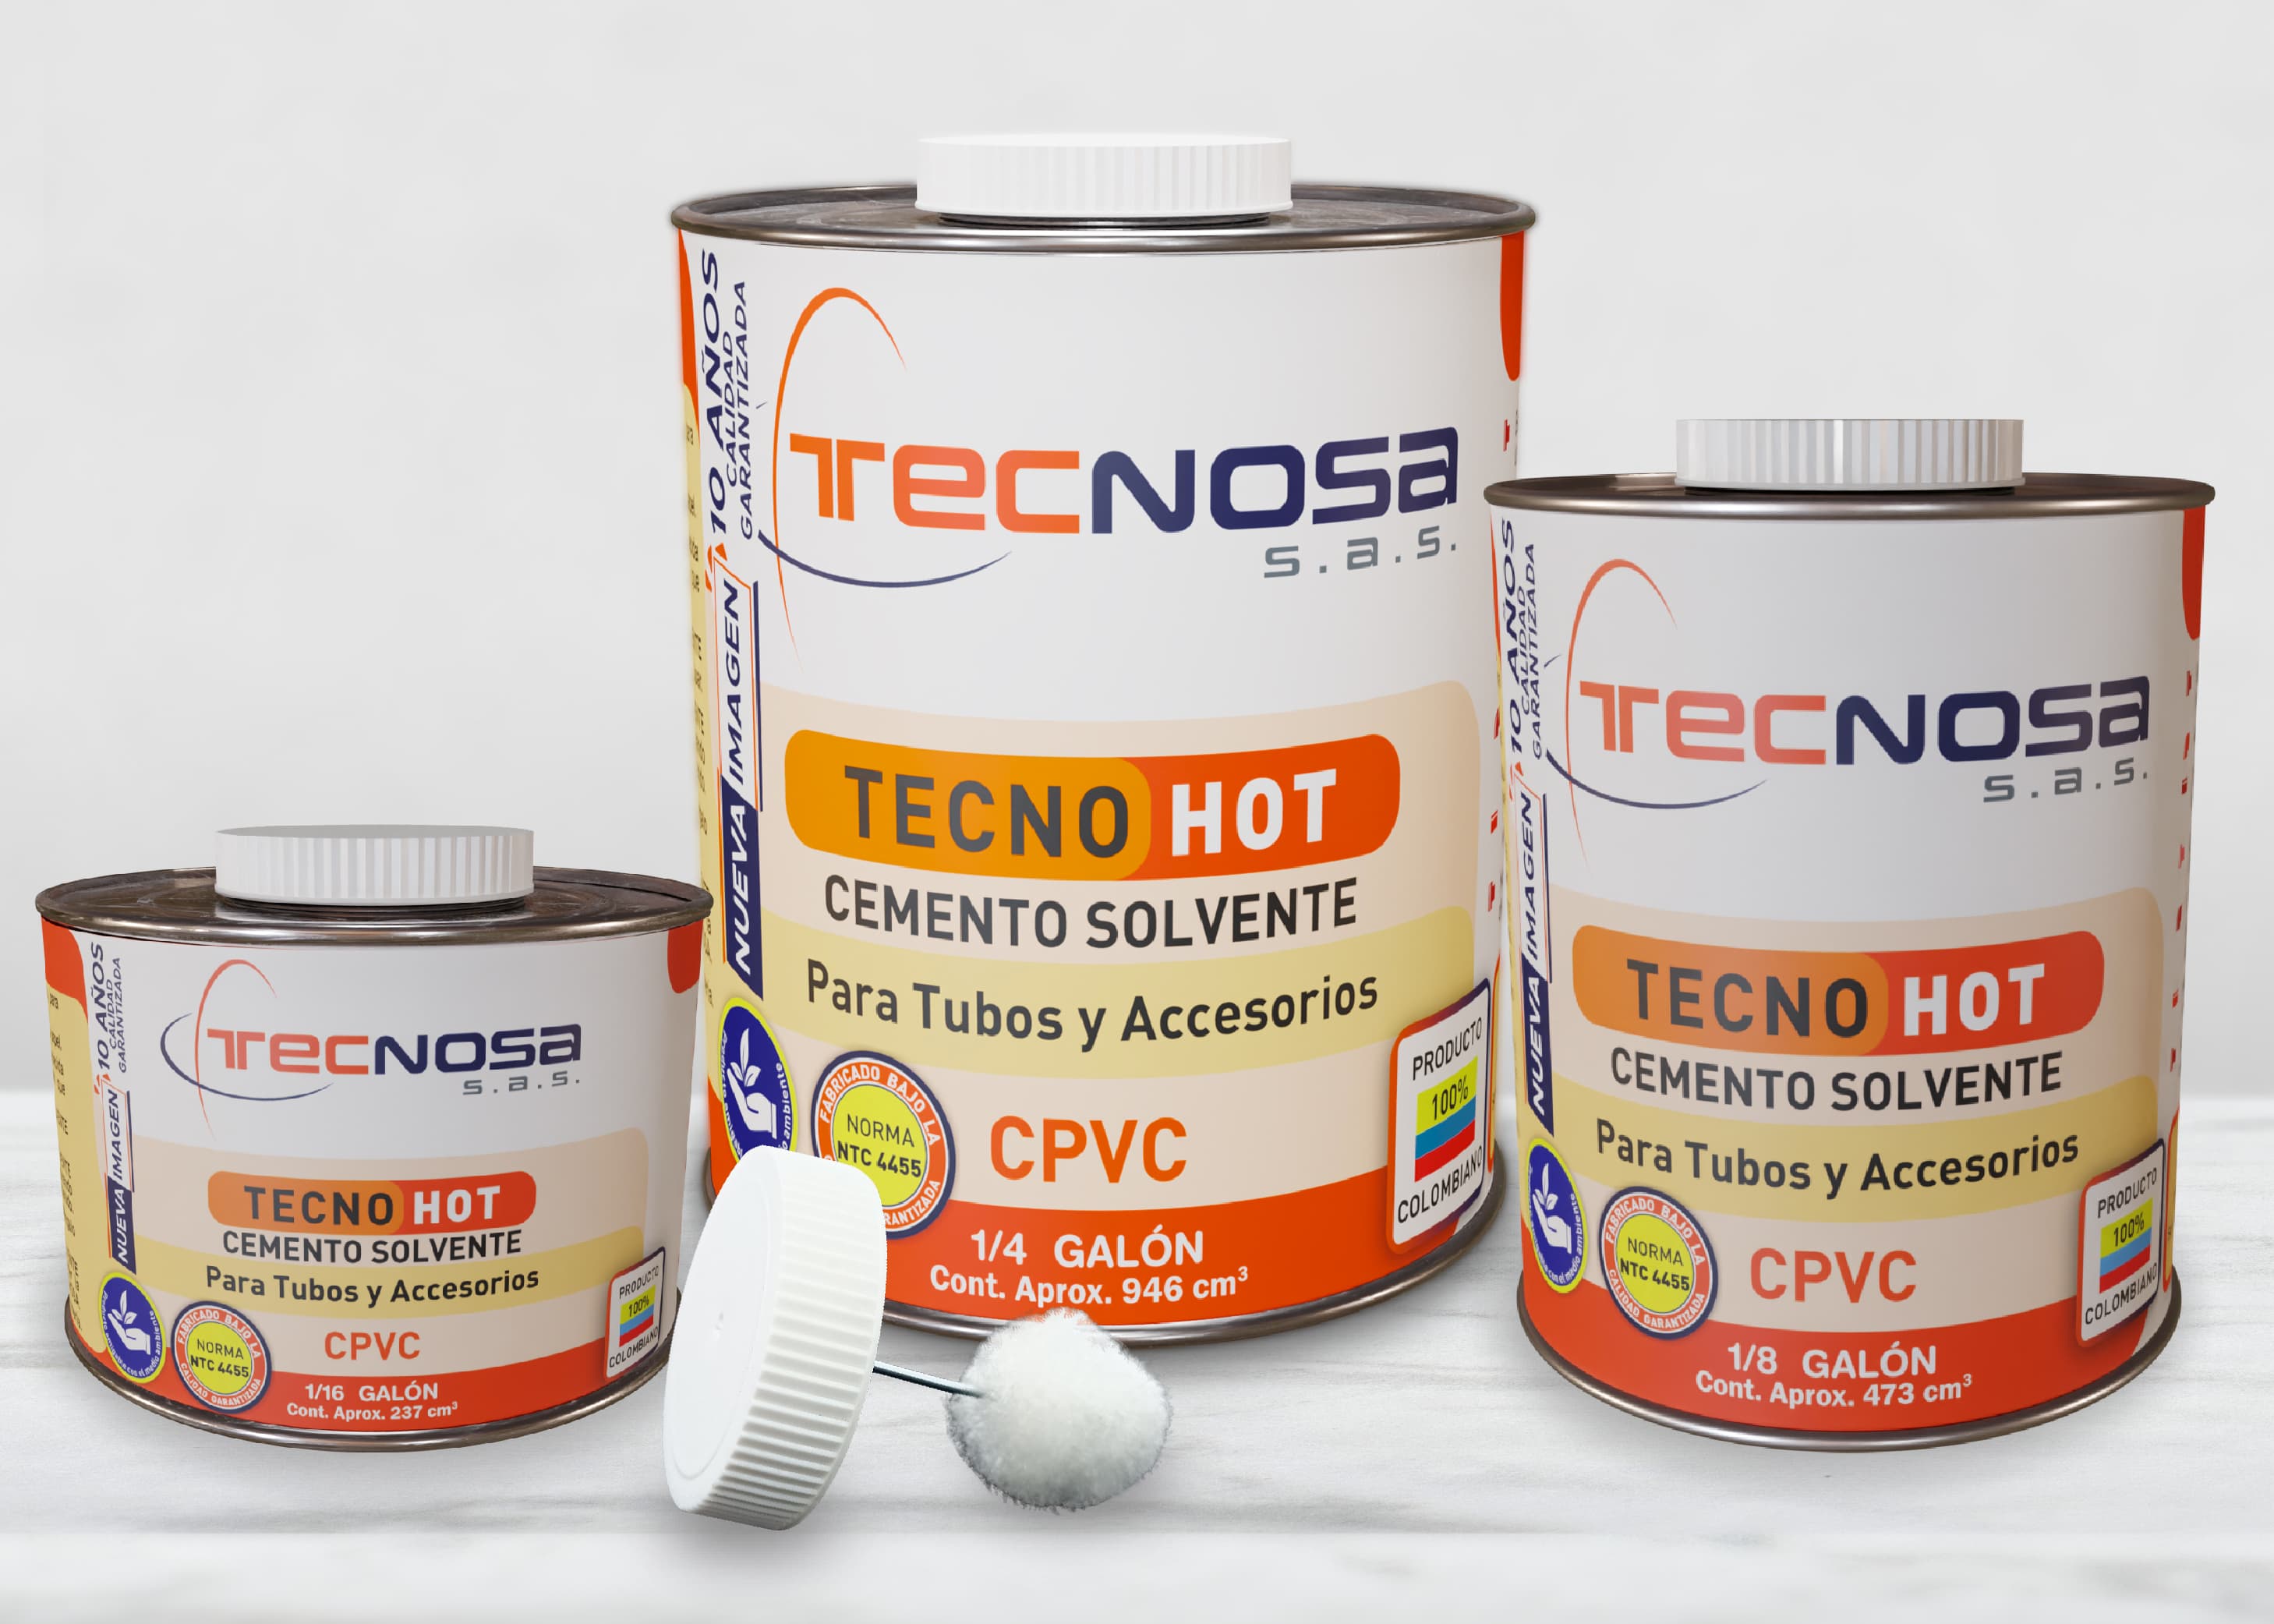 10 AÑOS
CALIDAD
GARANTIZADA
NUEVA IMAGEN
TECNOSA
s.a.s.
TECNO HOT
CEMENTO SOLVENTE
Para Tubos y Accesorios
CPVC
FABRICADO BAJO LA
NORMA
NTC 4455
CALIDAD GARANTIZADA
PRODUCTO
100%
COLOMBIANO
1/16 GALÓN
Cont. Aprox. 237 cm³
10 AÑOS
CALIDAD
GARANTIZADA
NUEVA IMAGEN
TECNOSA
s.a.s.
TECNO HOT
CEMENTO SOLVENTE
Para Tubos y Accesorios
CPVC
ambiente
FABRICADO BAJO LA
NORMA
NTC 4455
PRODUCTO
100%
COLOMBIANO
1/4 GALÓN
Cont. Aprox. 946 cm³
10 AÑOS
CALIDAD
GARANTIZADA
NUEVA IMAGEN
TECNOSA
s.a.s.
TECNO HOT
CEMENTO SOLVENTE
Para Tubos y Accesorios
CPVC
con el medio ambiente
FABRICADO BAJO LA
NORMA
NTC 4455
CALIDAD GARANTIZADA
PRODUCTO
100%
COLOMBIANO
1/8 GALÓN
Cont. Aprox. 473 cm³